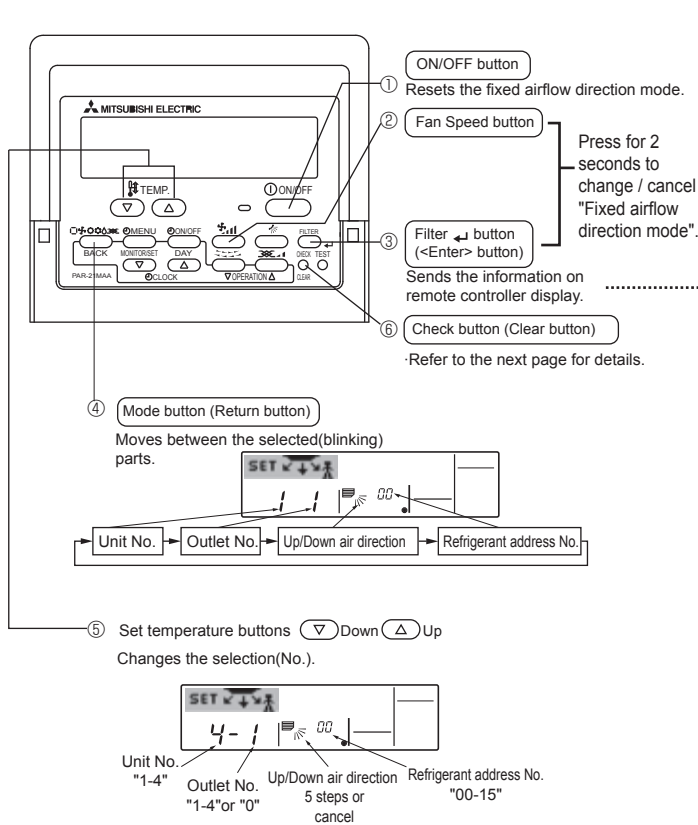 ON/OFF button
① Resets the fixed airflow direction mode.
MITSUBISHI ELECTRIC
② Fan Speed button
Press for 2
seconds to
change / cancel
"Fixed airflow
direction mode".
TEMP.
ON/OFF
MENU
ON/OFF
FILTER
BACK
MONITOR/SET
DAY
CHECK TEST
PAR-21MAA
CLOCK
OPERATION
CLEAR
③ Filter ↵ button
(<Enter> button)
Sends the information on
remote controller display.
⑥ Check button (Clear button)
·Refer to the next page for details.
④ Mode button (Return button)
Moves between the selected(blinking)
parts.
SET
1 1 00
Unit No.
Outlet No.
Up/Down air direction
Refrigerant address No.
⑤ Set temperature buttons ▽ Down △ Up
Changes the selection(No.).
SET
4- 1 00
Unit No.
"1-4"
Outlet No.
"1-4"or "0"
Up/Down air direction
5 steps or
cancel
Refrigerant address No.
"00-15"